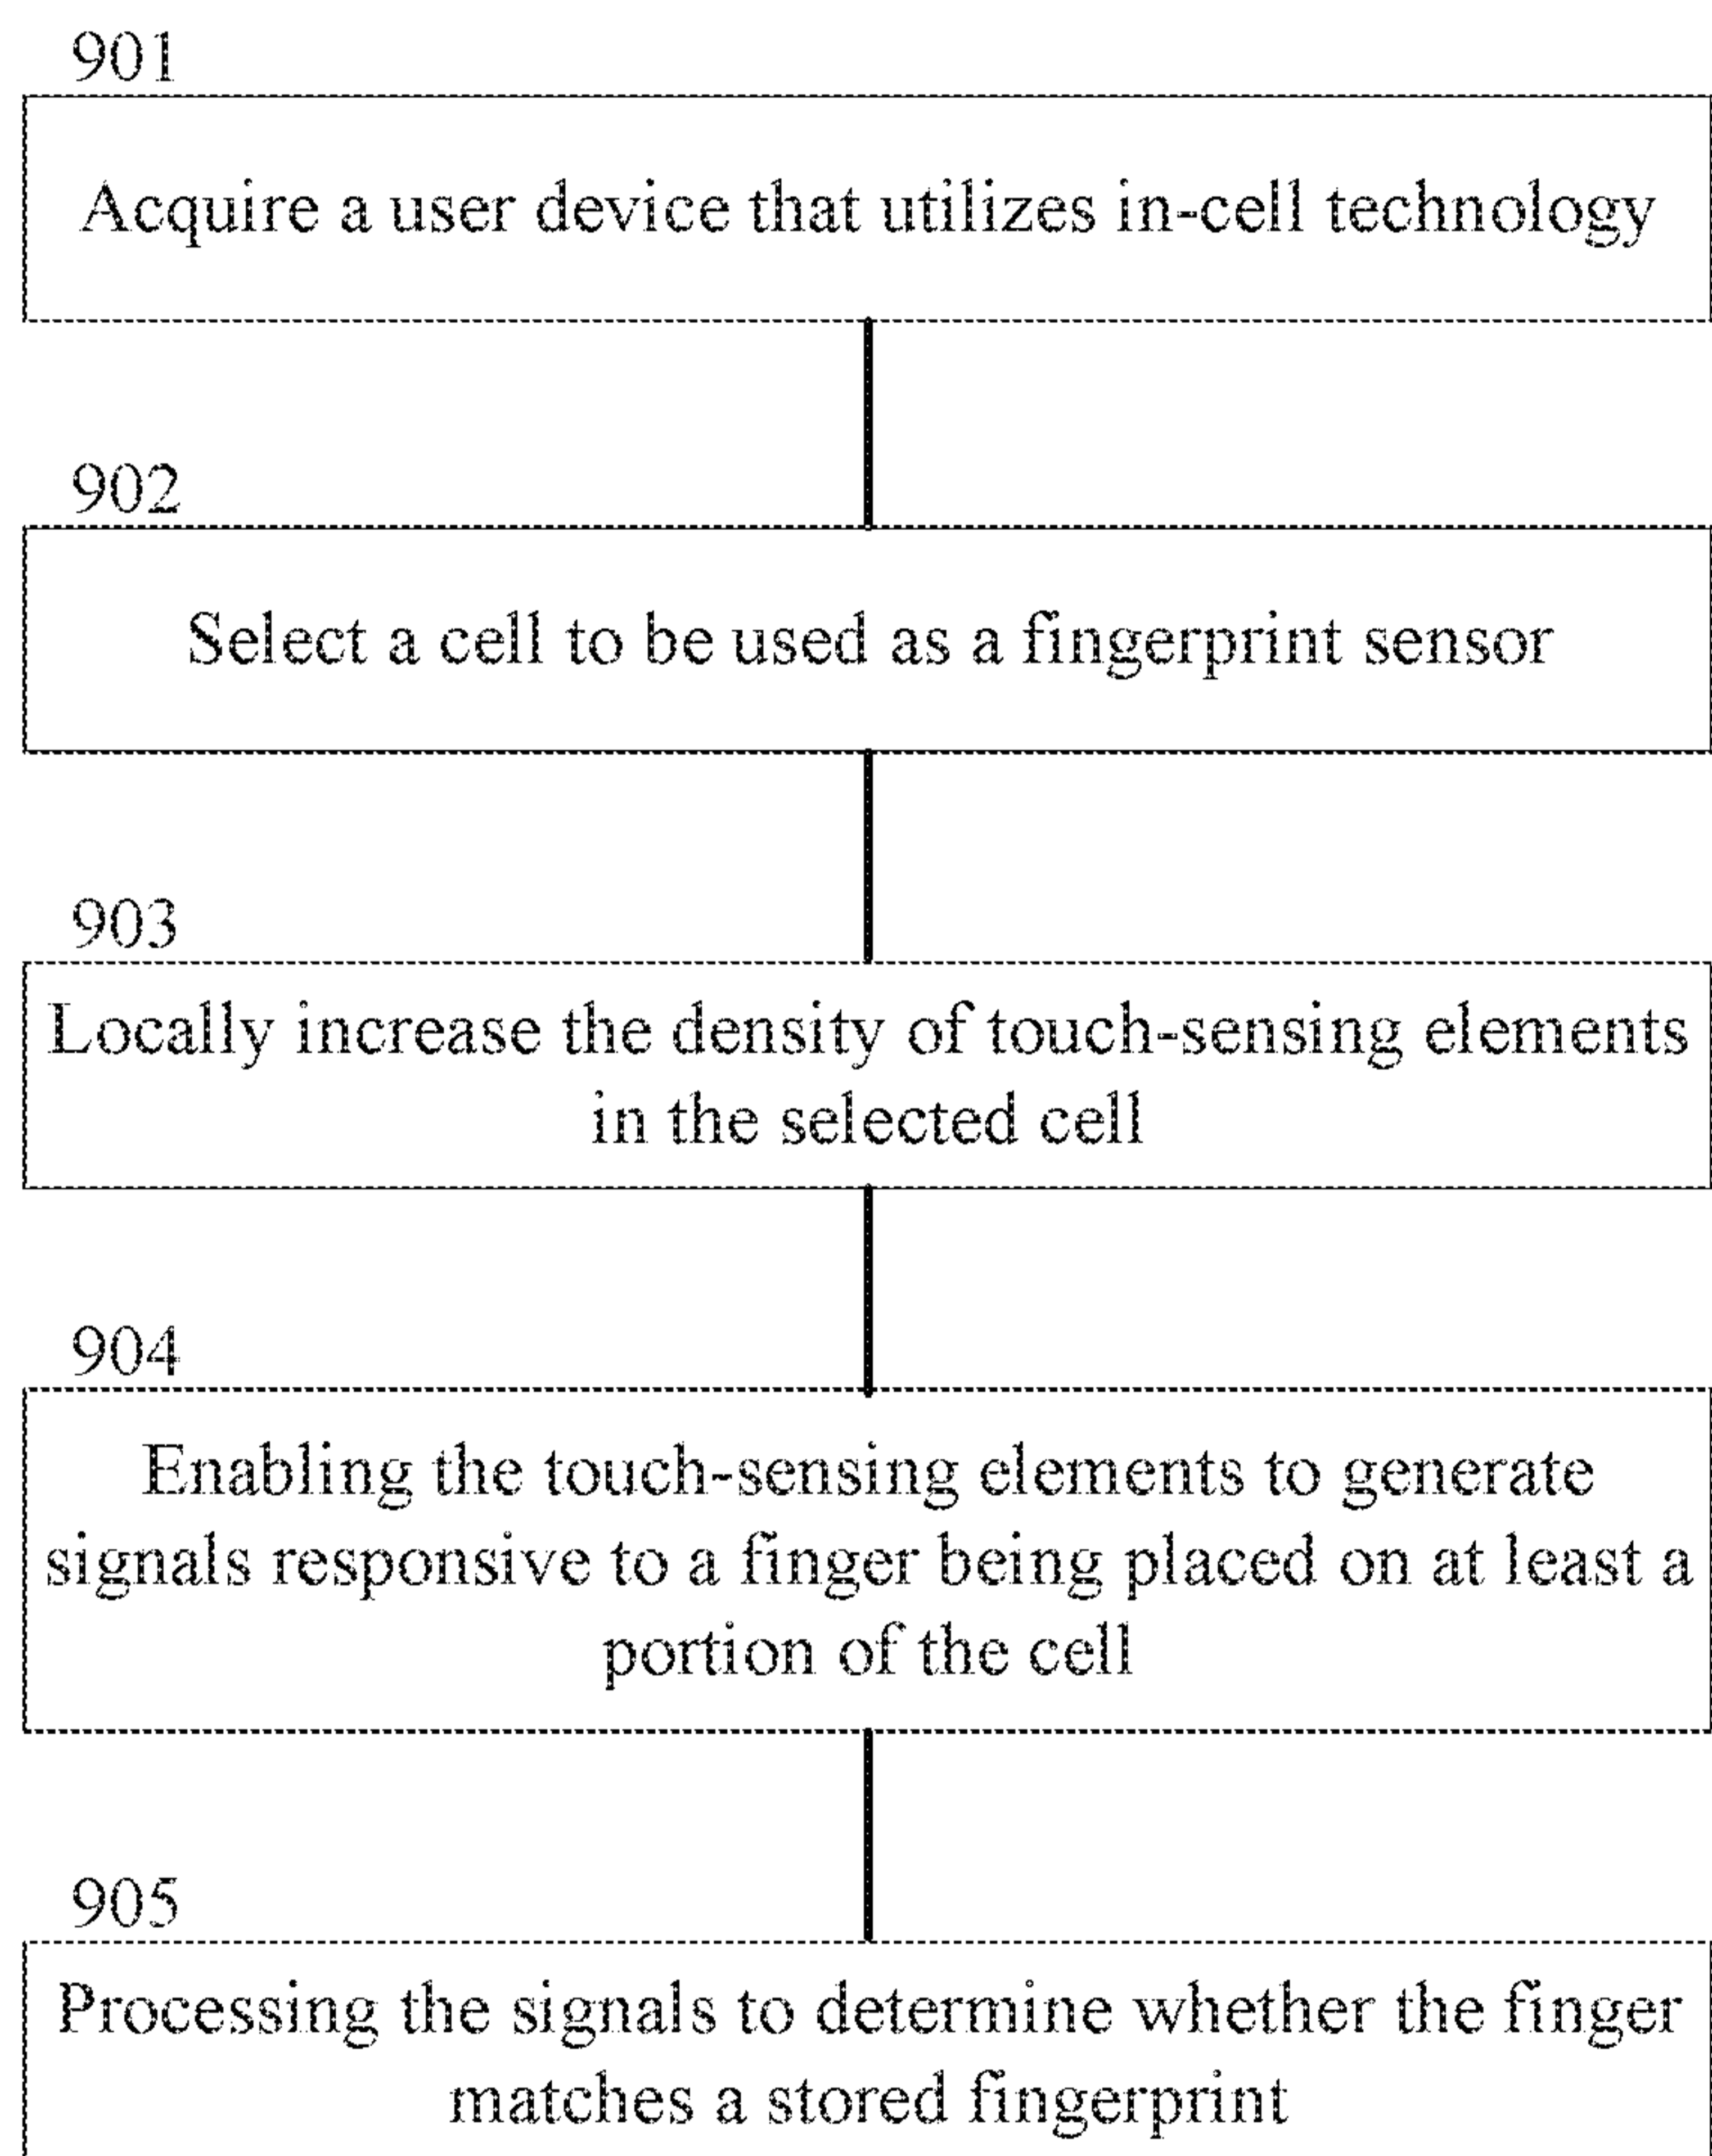 901
Acquire a user device that utilizes in-cell technology
902
Select a cell to be used as a fingerprint sensor
903
Locally increase the density of touch-sensing elements
in the selected cell
904
Enabling the touch-sensing elements to generate
signals responsive to a finger being placed on at least a
portion of the cell
905
Processing the signals to determine whether the finger
matches a stored fingerprint